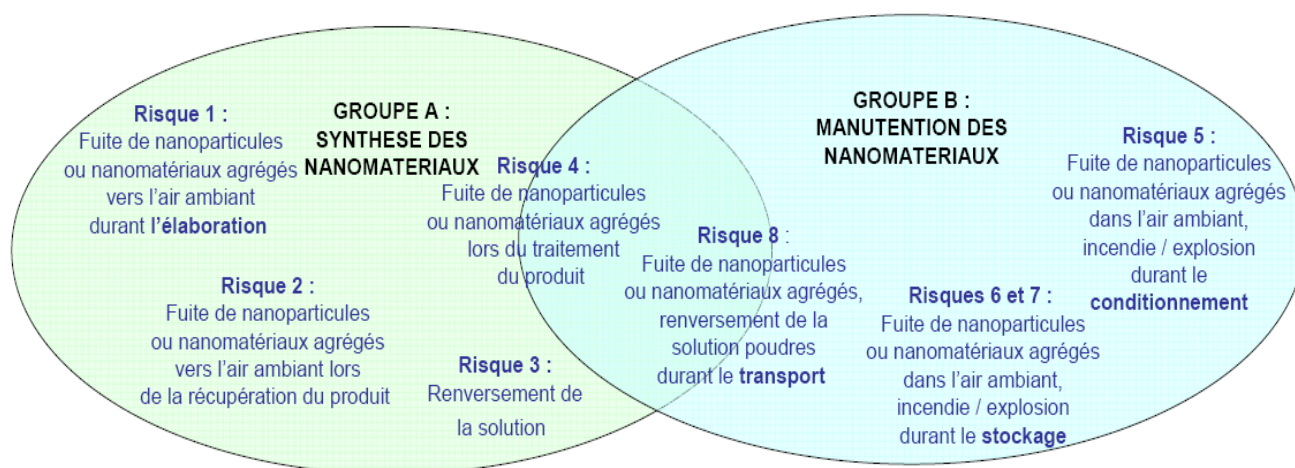 Risque 1 :
Fuite de nanoparticules
ou nanomatériaux agrégés
vers l'air ambiant
durant l'élaboration
GROUPE A :
SYNTHESE DES
NANOMATERIAUX
Risque 4 :
Fuite de nanoparticules
ou nanomatériaux agrégés
lors du traitement
du produit
Risque 2 :
Fuite de nanoparticules
ou nanomatériaux agrégés
vers l'air ambiant lors
de la récupération du produit
Risque 3 :
Renversement de
la solution
GROUPE B :
MANUTENTION DES
NANOMATERIAUX
Risque 8 :
Fuite de nanoparticules
ou nanomatériaux agrégés,
renversement de la
solution poudres
durant le transport
Risque 5 :
Fuite de nanoparticules
ou nanomatériaux agrégés
dans l'air ambiant,
incendie / explosion
durant le
conditionnement
Risques 6 et 7 :
Fuite de nanoparticules
ou nanomatériaux agrégés
dans l'air ambiant,
incendie / explosion
durant le stockage